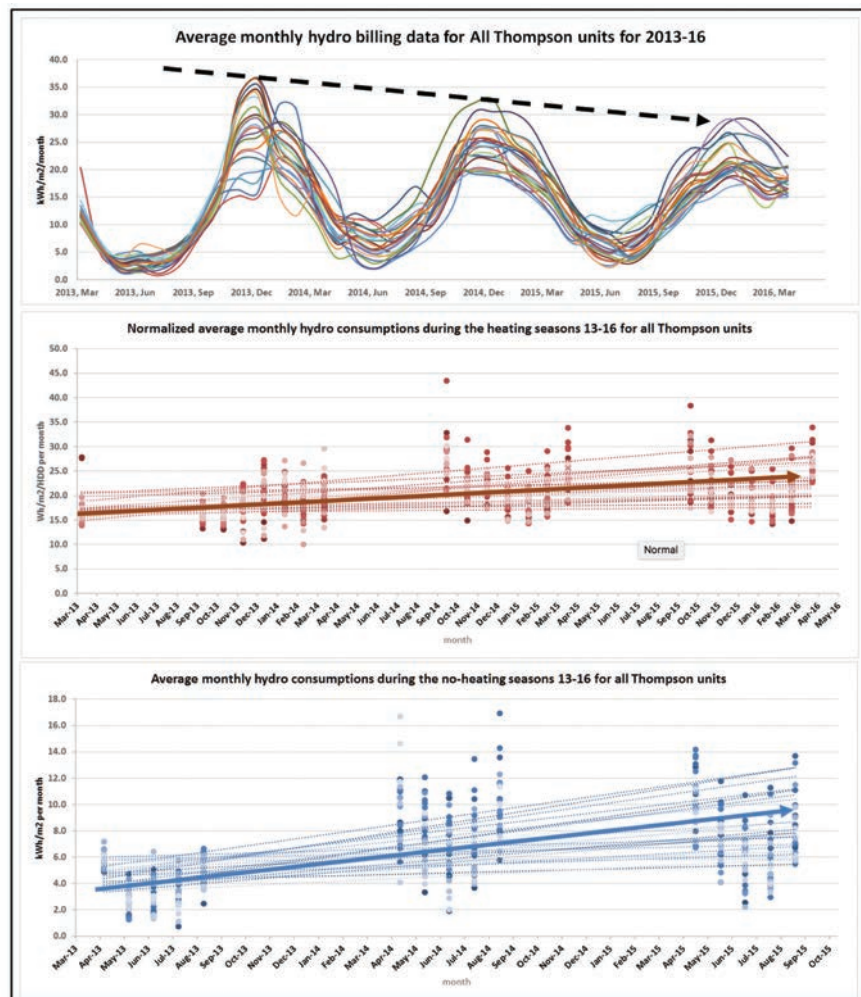 Average monthly hydro billing data for All Thompson units for 2013-16
kWh/m2/month
40.0
35.0
30.0
25.0
20.0
15.0
10.0
5.0
0.0
2013, Mar 2013, Jun 2013, Sep 2013, Dec 2014, Mar 2014, Jun 2014, Sep 2014, Dec 2015, Mar 2015, Jun 2015, Sep 2015, Dec 2016, Mar
Normalized average monthly hydro consumptions during the heating seasons 13-16 for all Thompson units
Wh/m2/HDD per month
50.0
45.0
40.0
35.0
30.0
25.0
20.0
15.0
10.0
5.0
0.0
Normal
Mar-13 Apr-13 May-13 Jun-13 Jul-13 Aug-13 Sep-13 Oct-13 Nov-13 Dec-13 Jan-14 Feb-14 Mar-14 Apr-14 May-14 Jun-14 Jul-14 Aug-14 Sep-14 Oct-14 Nov-14 Dec-14 Jan-15 Feb-15 Mar-15 Apr-15 May-15 Jun-15 Jul-15 Aug-15 Sep-15 Oct-15 Nov-15 Dec-15 Jan-16 Feb-16 Mar-16 Apr-16 May-16
month
Average monthly hydro consumptions during the no-heating seasons 13-16 for all Thompson units
kWh/m2 per month
18.0
16.0
14.0
12.0
10.0
8.0
6.0
4.0
2.0
0.0
Mar-13 Apr-13 May-13 Jun-13 Jul-13 Aug-13 Sep-13 Oct-13 Nov-13 Dec-13 Jan-14 Feb-14 Mar-14 Apr-14 May-14 Jun-14 Jul-14 Aug-14 Sep-14 Oct-14 Nov-14 Dec-14 Jan-15 Feb-15 Mar-15 Apr-15 May-15 Jun-15 Jul-15 Aug-15 Sep-15 Oct-15
month